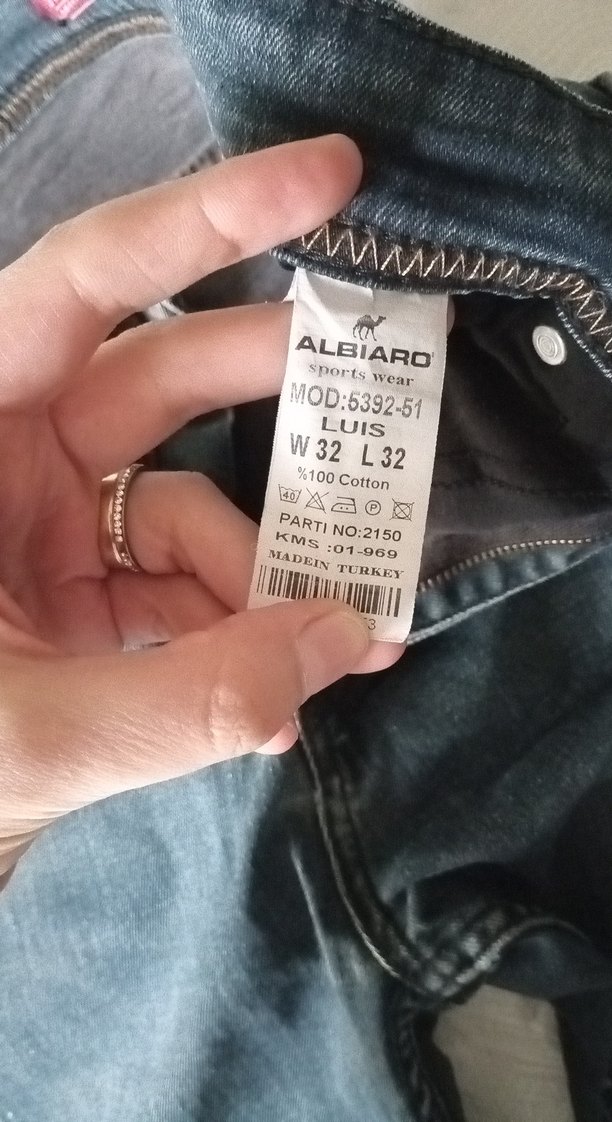 ALBIARO
sports wear
MOD:5392-51
LUIS
W 32 L 32
%100 Cotton
40 P
PARTI NO:2150
KMS :01-969
MADEIN TURKEY